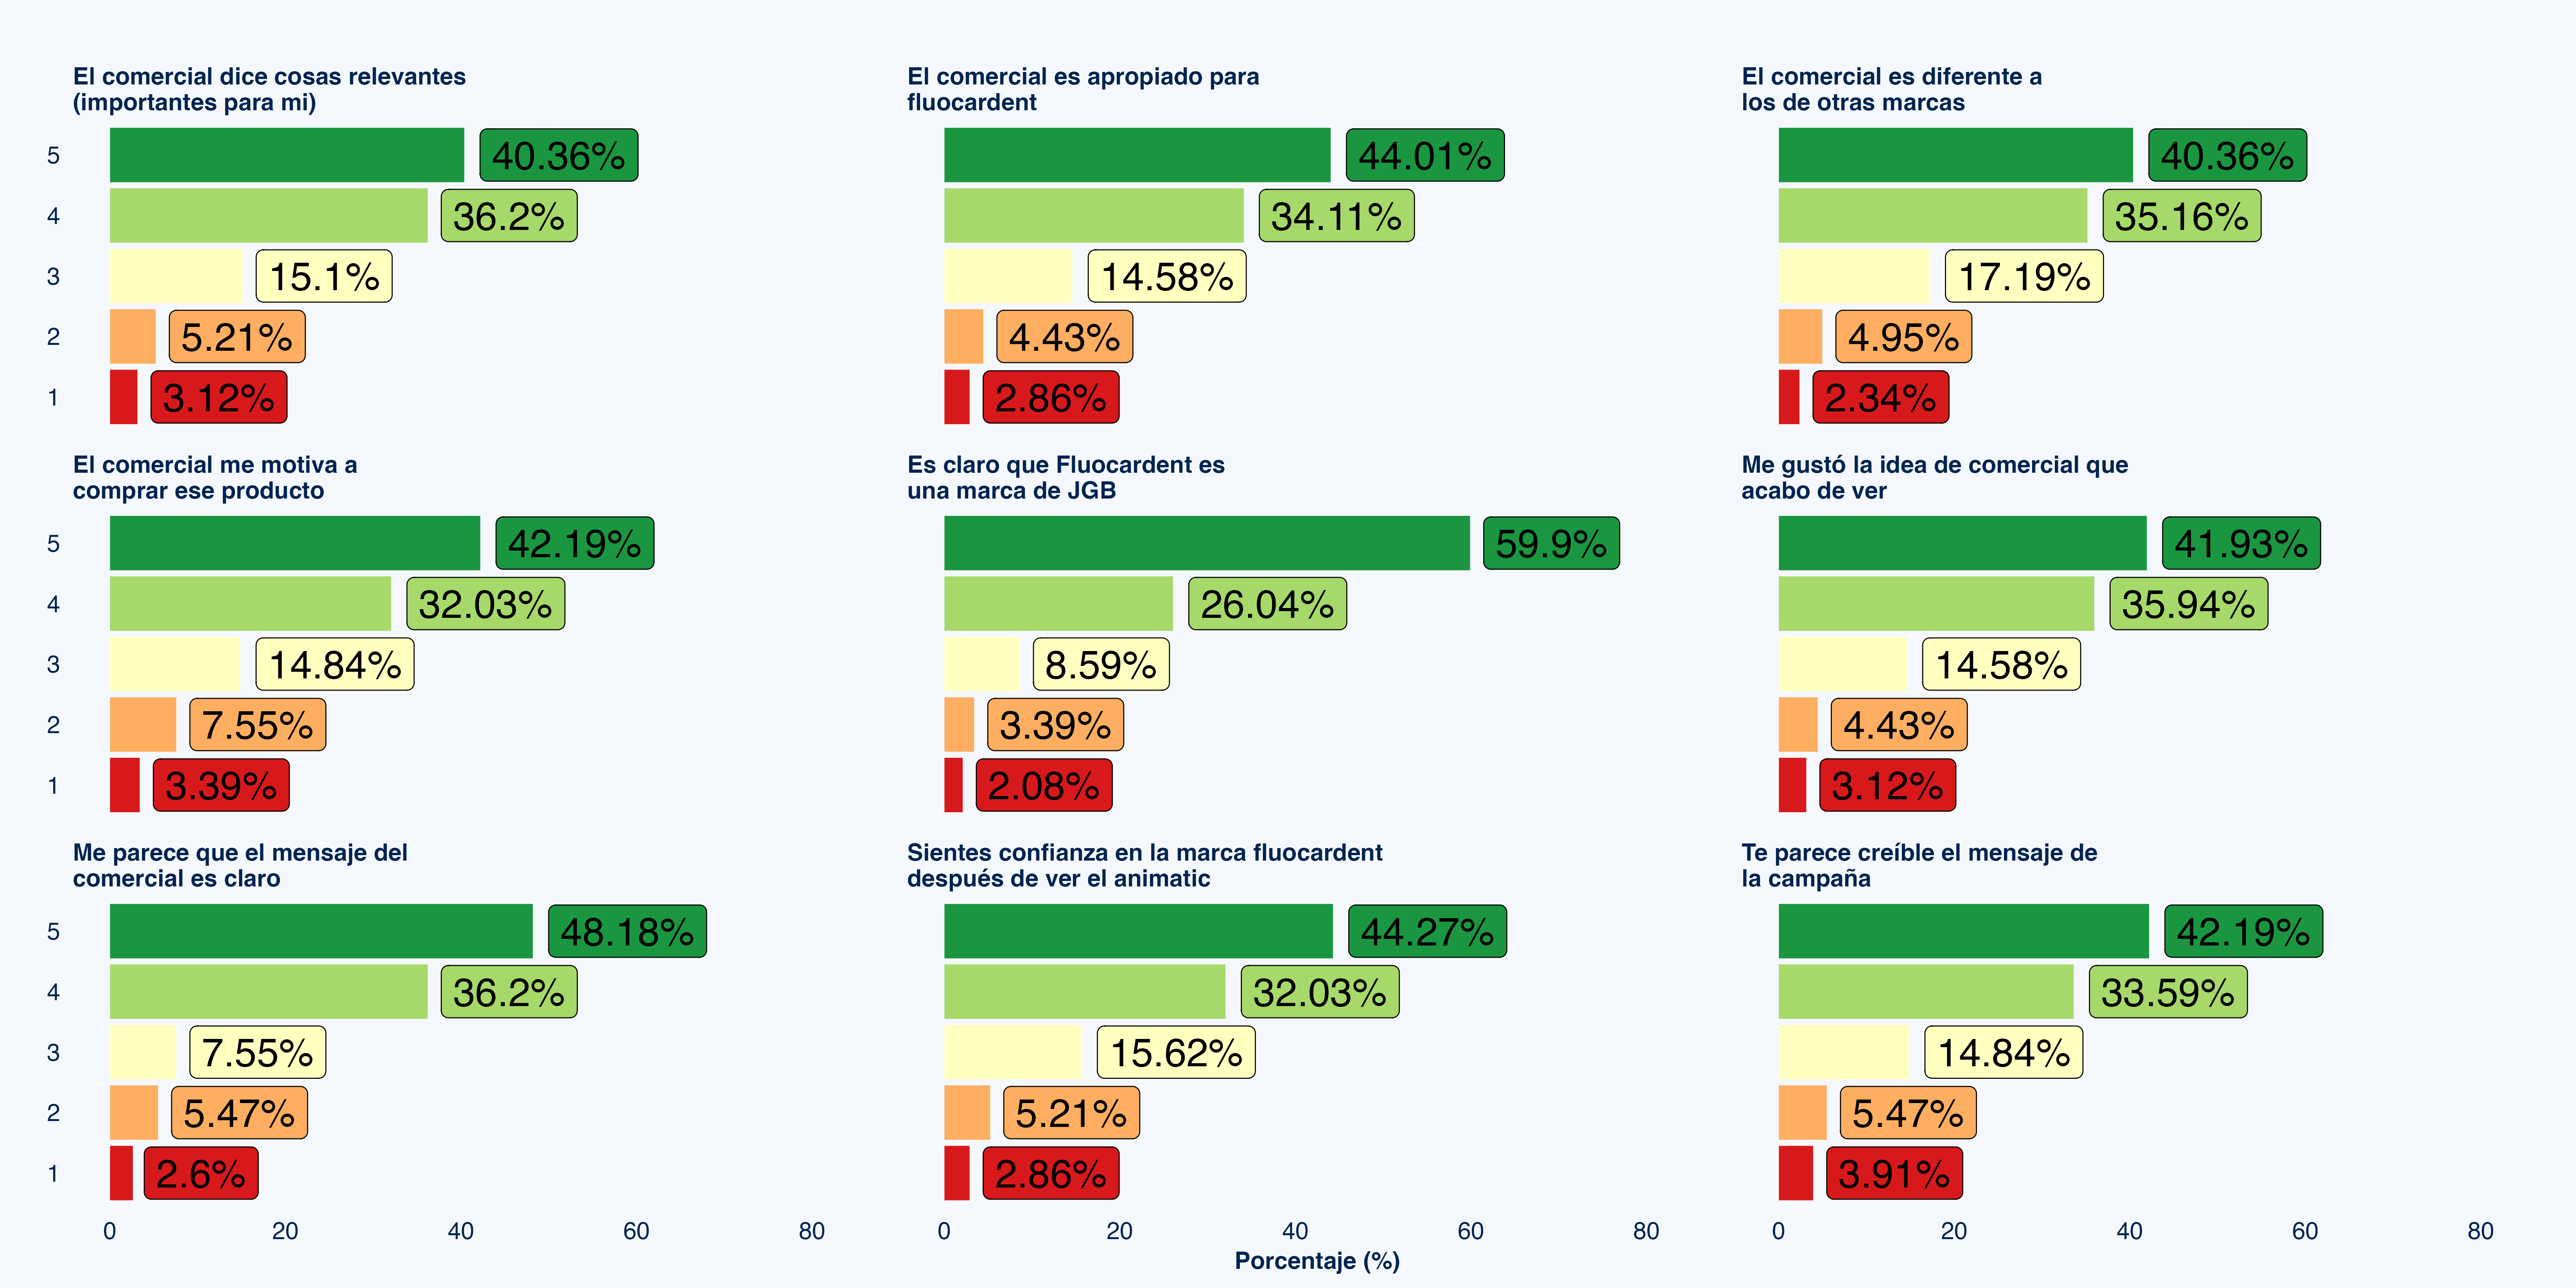 El comercial dice cosas relevantes
(importantes para mi)
5
40.36%
4
36.2%
3
15.1%
2
5.21%
1
3.12%
El comercial es apropiado para
fluocardent
44.01%
34.11%
14.58%
4.43%
2.86%
El comercial es diferente a
los de otras marcas
40.36%
35.16%
17.19%
4.95%
2.34%
El comercial me motiva a
comprar ese producto
5
42.19%
4
32.03%
3
14.84%
2
7.55%
1
3.39%
Es claro que Fluocardent es
una marca de JGB
59.9%
26.04%
8.59%
3.39%
2.08%
Me gustó la idea de comercial que
acabo de ver
41.93%
35.94%
14.58%
4.43%
3.12%
Me parece que el mensaje del
comercial es claro
5
48.18%
4
36.2%
3
7.55%
2
5.47%
1
2.6%
Sientes confianza en la marca fluocardent
después de ver el animatic
44.27%
32.03%
15.62%
5.21%
2.86%
Te parece creíble el mensaje de
la campaña
42.19%
33.59%
14.84%
5.47%
3.91%
0 20 40 60 80
0 20 40 60 80
0 20 40 60 80
Porcentaje (%)